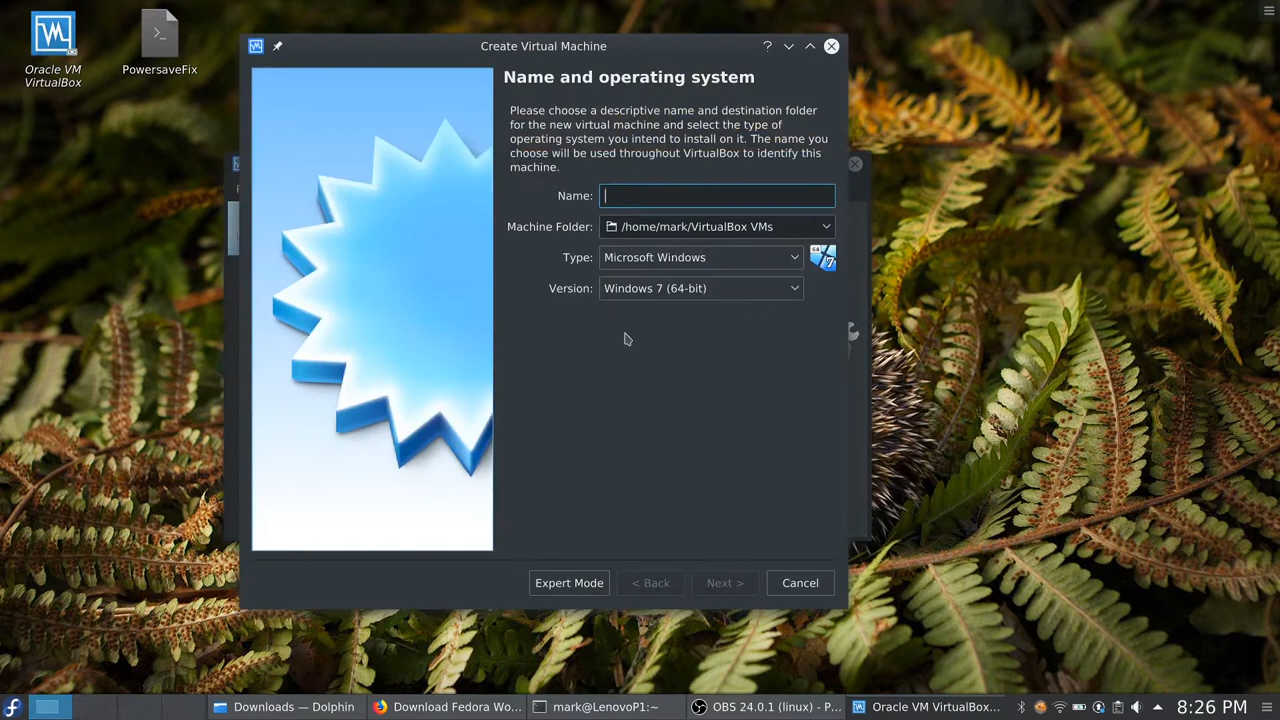 Oracle VM
VirtualBox
PowersaveFix
Create Virtual Machine
Name and operating system
Please choose a descriptive name and destination folder
for the new virtual machine and select the type of
operating system you intend to install on it. The name you
choose will be used throughout VirtualBox to identify this
machine.
Name:
Machine Folder: /home/mark/VirtualBox VMs
Type: Microsoft Windows
64
7
Version: Windows 7 (64-bit)
Expert Mode < Back Next > Cancel
Downloads — Dolphin Download Fedora Wo... mark@LenovoP1:~ OBS 24.0.1 (linux) - P... Oracle VM VirtualBox... 8:26 PM